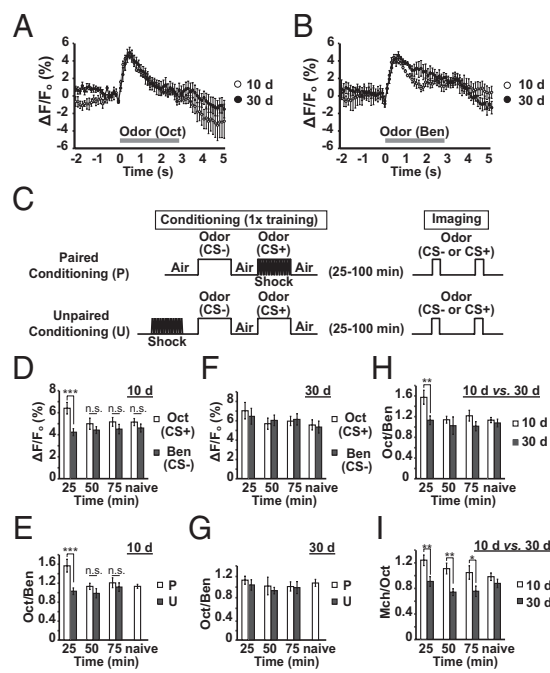 A
ΔF/Fo (%)
6
4
2
0
-2
-4
-6
Odor (Oct)
-2 -1 0 1 2 3 4 5
Time (s)
10 d
30 d
B
ΔF/Fo (%)
6
4
2
0
-2
-4
-6
Odor (Ben)
-2 -1 0 1 2 3 4 5
Time (s)
10 d
30 d
C
Conditioning (1x training)
Imaging
Paired
Conditioning (P)
Odor
(CS-)
Odor
(CS+)
Air
Air
Air
Shock
(25-100 min)
Odor
(CS- or CS+)
Unpaired
Conditioning (U)
Shock
Odor
(CS-)
Odor
(CS+)
Air
Air
(25-100 min)
Odor
(CS- or CS+)
D
10 d
ΔF/Fo (%)
8
6
4
2
0
*** n.s. n.s. n.s.
25 50 75 naive
Time (min)
Oct
(CS+)
Ben
(CS-)
F
30 d
ΔF/Fo (%)
8
6
4
2
0
25 50 75 naive
Time (min)
Oct
(CS+)
Ben
(CS-)
H
10 d vs. 30 d
Oct/Ben
1.6
1.2
0.8
0.4
0
**
25 50 75 naive
Time (min)
10 d
30 d
E
10 d
Oct/Ben
1.6
1.2
0.8
0.4
0
*** n.s. n.s.
25 50 75 naive
Time (min)
P
U
G
30 d
Oct/Ben
1.2
0.8
0.4
0
25 50 75 naive
Time (min)
P
U
I
10 d vs. 30 d
Mch/Oct
1.2
0.8
0.4
0
** ** *
25 50 75 naive
Time (min)
10 d
30 d